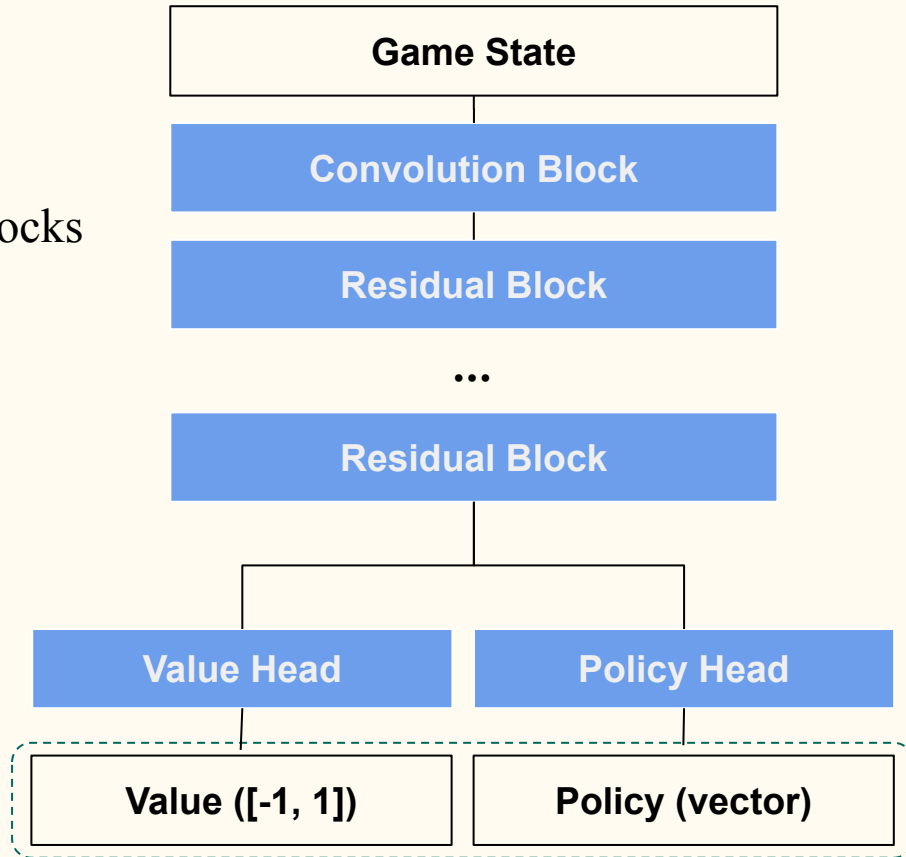 Game State
Convolution Block
ocks
Residual Block
...
Residual Block
Value Head
Policy Head
Value ([-1, 1])
Policy (vector)